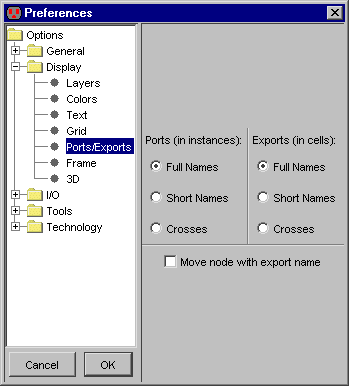 Preferences
Options
General
Display
Layers
Colors
Text
Grid
Ports/Exports
Frame
3D
I/O
Tools
Technology
Ports (in instances): Exports (in cells):
Full Names Full Names
Short Names Short Names
Crosses Crosses
Move node with export name
Cancel OK